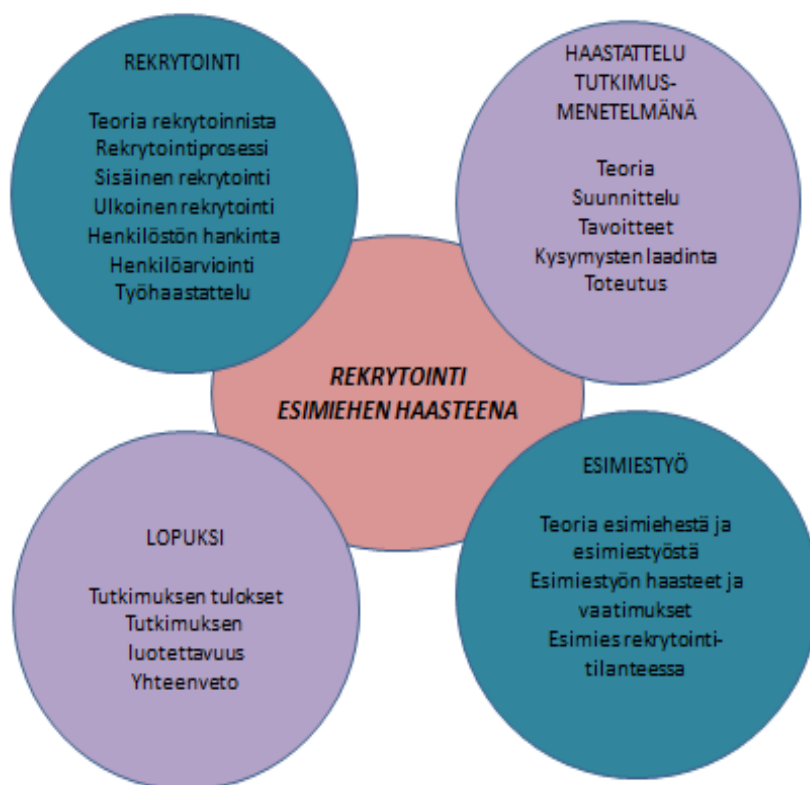 REKRYTOINTI
Teoria rekrytoinnista
Rekrytointiprosessi
Sisäinen rekrytointi
Ulkoinen rekrytointi
Henkilöstön hankinta
Henkilöarviointi
Työhaastattelu
HAASTATTELU
TUTKIMUS-
MENETELMÄNÄ
Teoria
Suunnittelu
Tavoitteet
Kysymysten laadinta
Toteutus
REKRYTOINTI
ESIMIEHEN HAASTEENA
LOPUKSI
Tutkimuksen tulokset
Tutkimuksen
luotettavuus
Yhteenveto
ESIMIESTYÖ
Teoria esimiehestä ja
esimiestyöstä
Esimiestyön haasteet ja
vaatimukset
Esimies rekrytointi-
tilanteessa